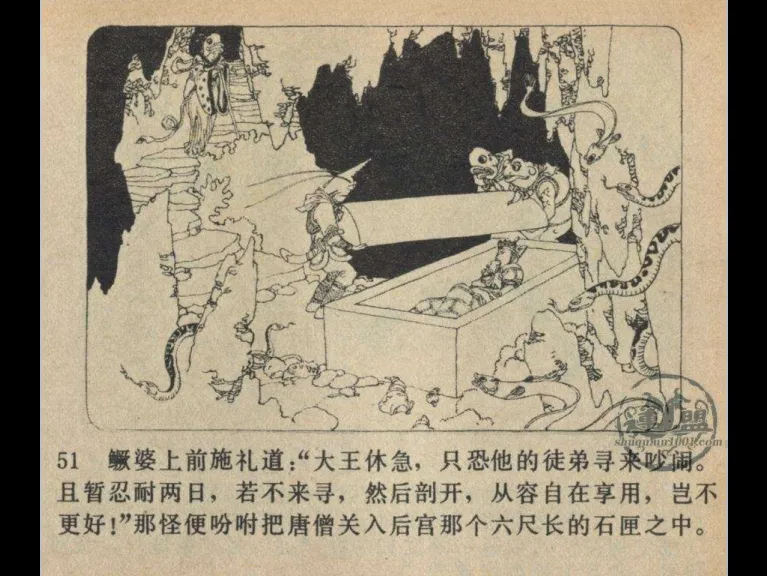 51 鳜婆上前施礼道：“大王休急，只恐他的徒弟寻来吵闹。
且暂忍耐两日，若不来寻，然后剖开，从容自在享用，岂不
更好！”那怪便吩咐把唐僧关入后宫那个六尺长的石匣之中。
連盟
shuqulun1001.com